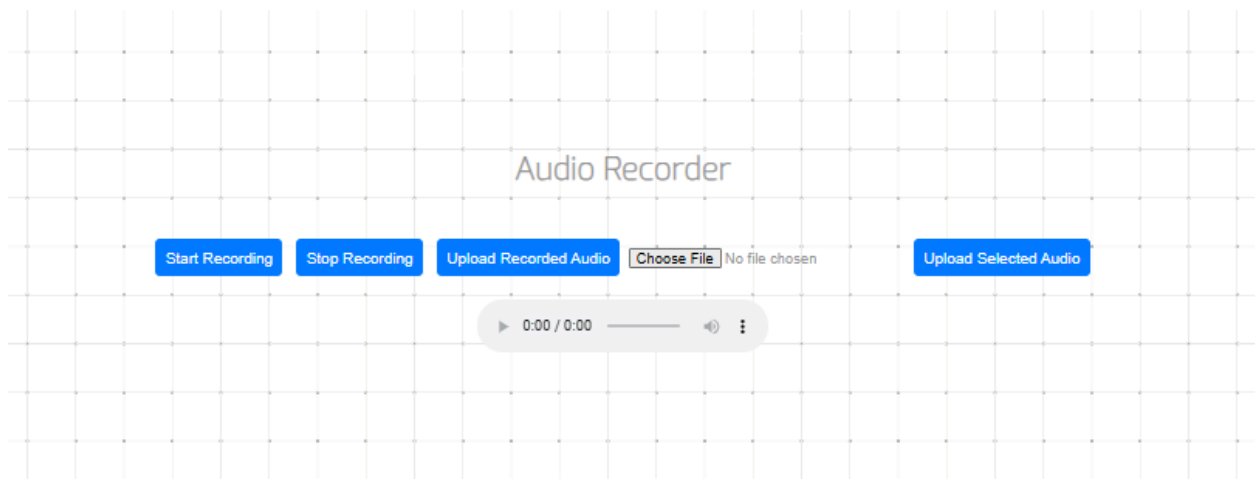 Audio Recorder
Start Recording Stop Recording Upload Recorded Audio Choose File No file chosen Upload Selected Audio
0:00 / 0:00